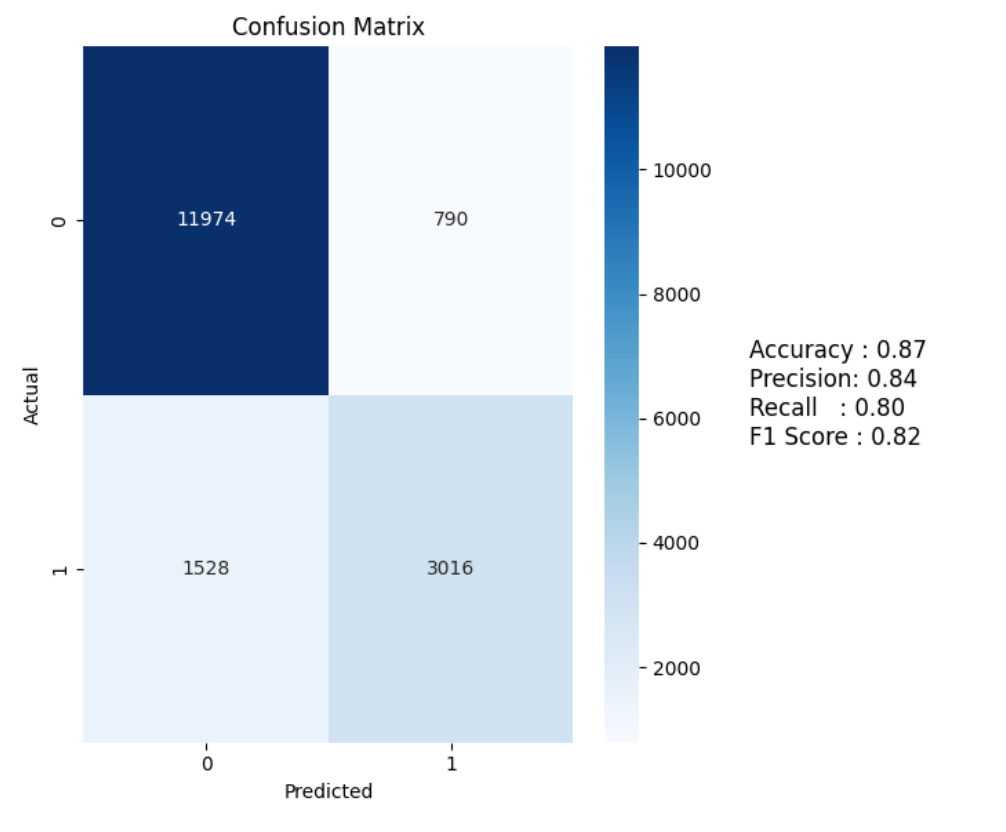 Confusion Matrix
0
11974
790
Actual
1
1528
3016
0
1
Predicted
10000
8000
6000
4000
2000
Accuracy : 0.87
Precision: 0.84
Recall   : 0.80
F1 Score : 0.82